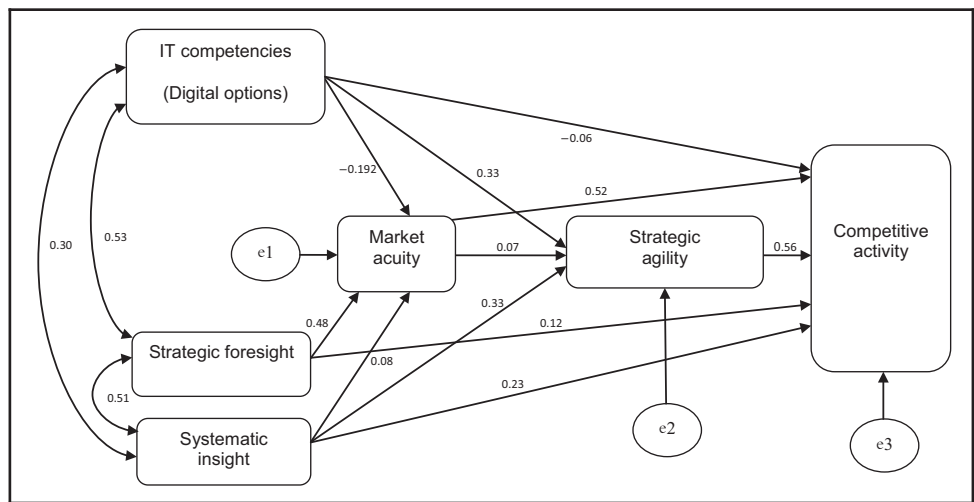 IT competencies
(Digital options)
−0.06
−0.192
0.33
0.52
0.30
0.53
e1
Market
acuity
0.07
Strategic
agility
0.56
Competitive
activity
0.48
0.33
0.12
Strategic foresight
0.08
0.23
0.51
Systematic
insight
e2
e3